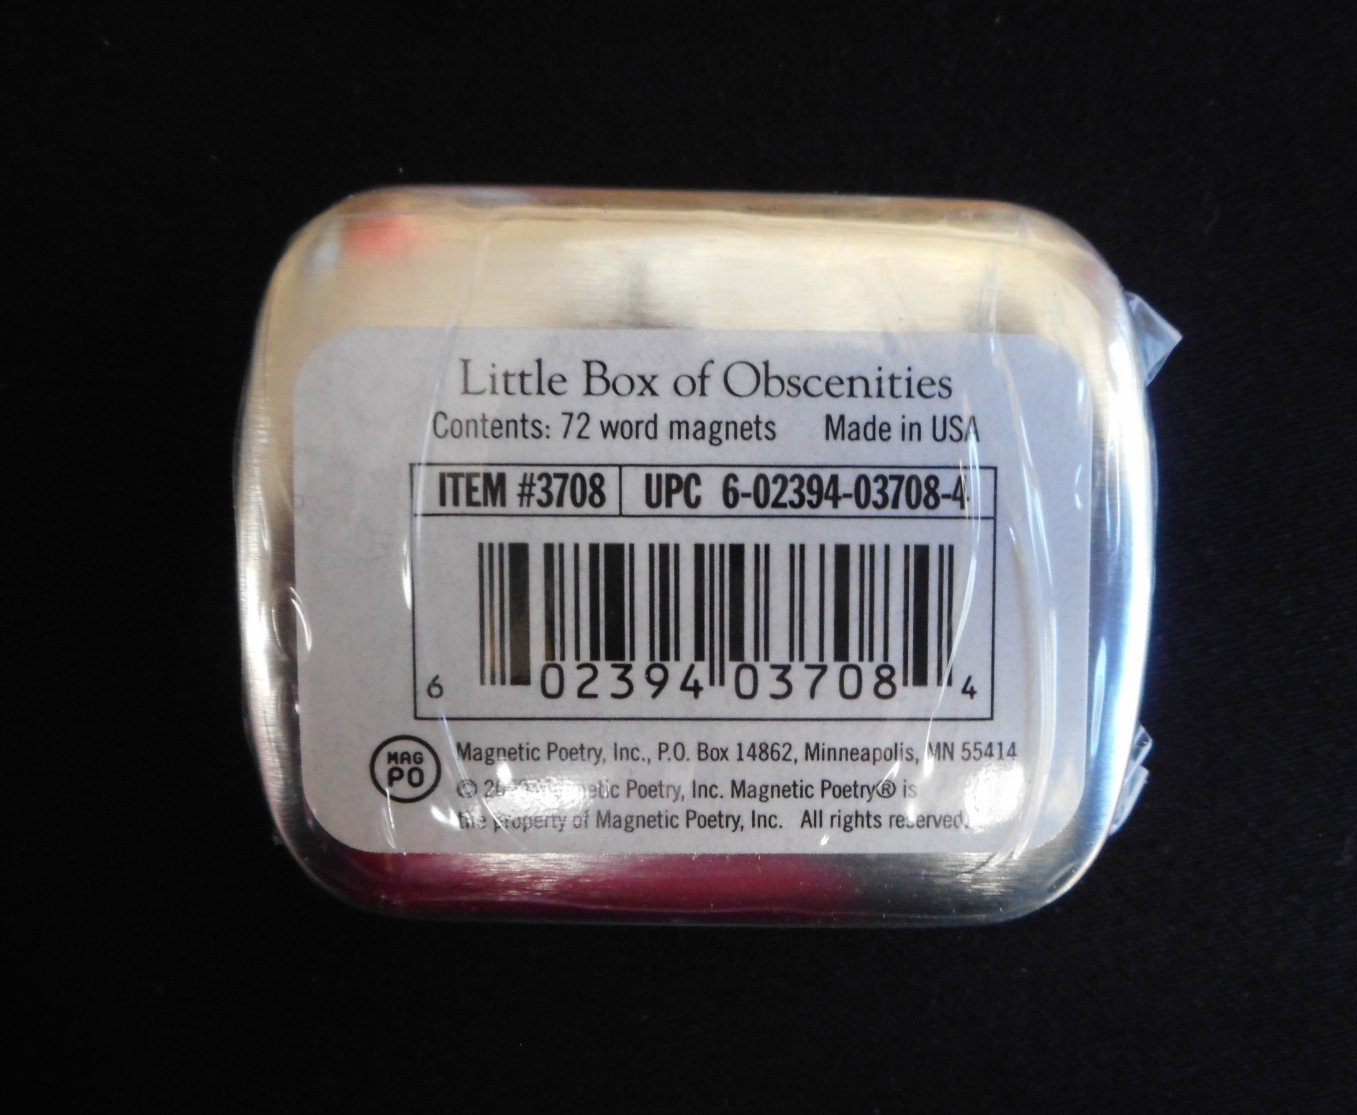 Little Box of Obscenities
Contents: 72 word magnets Made in USA
ITEM #3708 UPC 6-02394-03708-4
6 02394 03708 4
MAG
PO
Magnetic Poetry, Inc., P.O. Box 14862, Minneapolis, MN 55414
© Poetry, Inc. Magnetic Poetry® is
the property of Magnetic Poetry, Inc. All rights reserved.